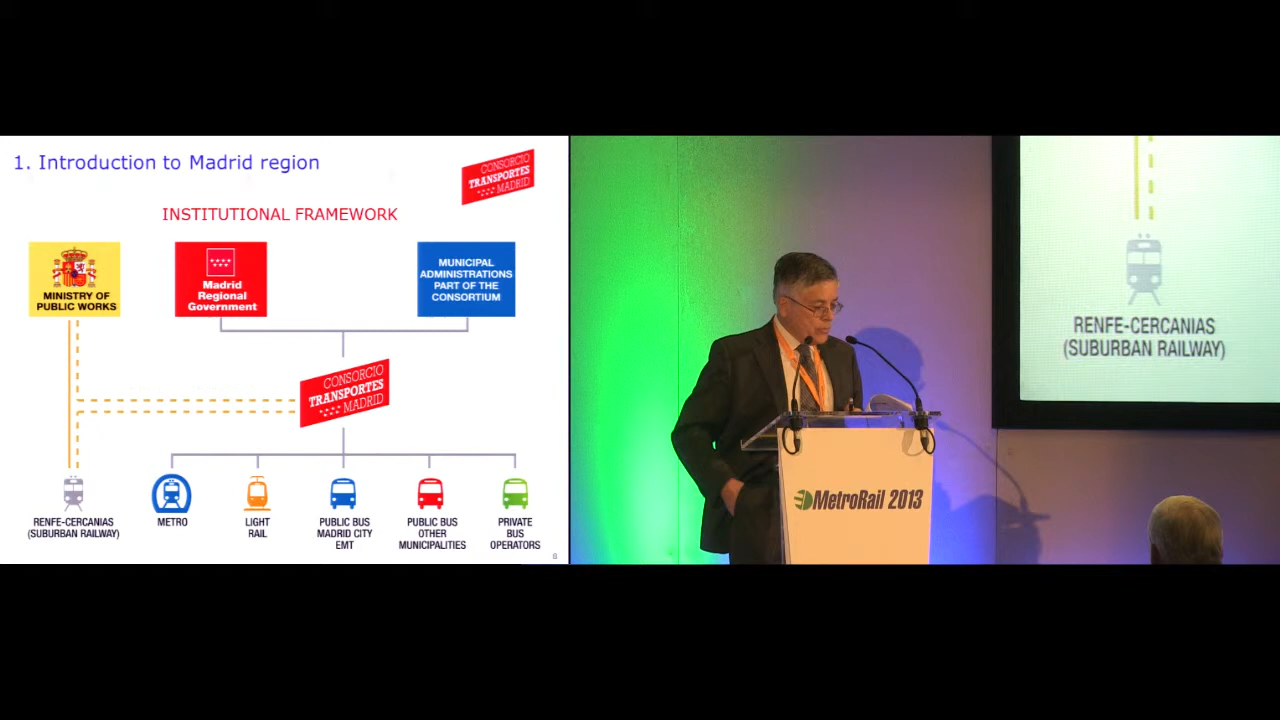 1. Introduction to Madrid region
CONSORCIO
TRANSPORTES
MADRID
INSTITUTIONAL FRAMEWORK
MINISTRY OF
PUBLIC WORKS
Madrid
Regional
Government
MUNICIPAL
ADMINISTRATIONS
PART OF THE
CONSORTIUM
CONSORCIO
TRANSPORTES
MADRID
RENFE-CERCANIAS
(SUBURBAN RAILWAY)
METRO
LIGHT
RAIL
PUBLIC BUS
MADRID CITY
EMT
PUBLIC BUS
OTHER
MUNICIPALITIES
PRIVATE
BUS
OPERATORS
8
MetroRail 2013
RENFE-CERCANIAS
(SUBURBAN RAILWAY)